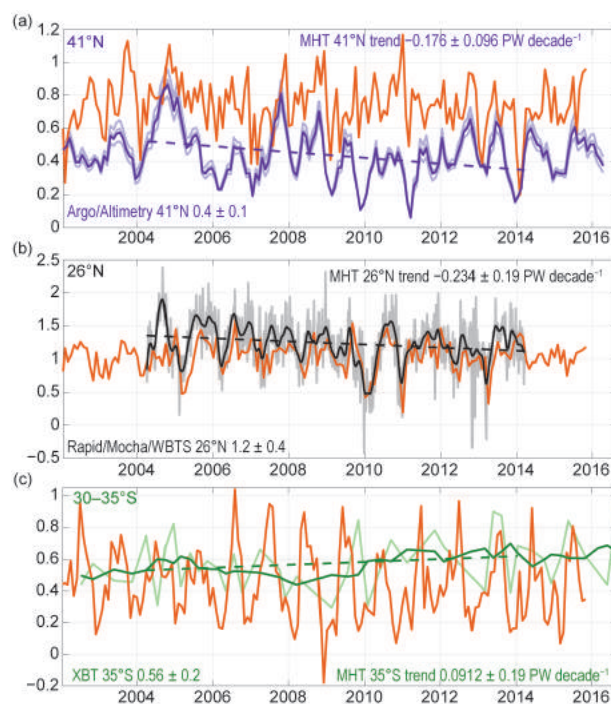 (a)
41°N
MHT 41°N trend −0.176 ± 0.096 PW decade⁻¹
1.2
1
0.8
0.6
0.4
0.2
0
Argo/Altimetry 41°N 0.4 ± 0.1
2004 2006 2008 2010 2012 2014 2016
(b)
26°N
MHT 26°N trend −0.234 ± 0.19 PW decade⁻¹
2.5
2
1.5
1
0.5
0
−0.5
Rapid/Mocha/WBTS 26°N 1.2 ± 0.4
2004 2006 2008 2010 2012 2014 2016
(c)
30–35°S
1
0.8
0.6
0.4
0.2
0
−0.2
XBT 35°S 0.56 ± 0.2
MHT 35°S trend 0.0912 ± 0.19 PW decade⁻¹
2004 2006 2008 2010 2012 2014 2016